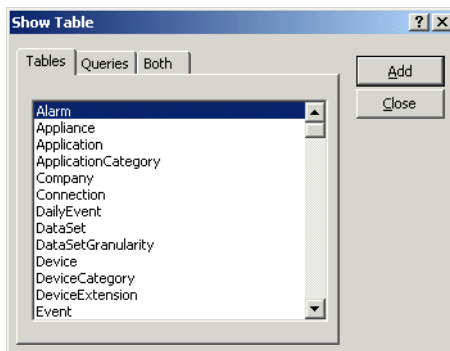 Show Table
Tables Queries Both
Add
Close
Alarm
Appliance
Application
ApplicationCategory
Company
Connection
DailyEvent
DataSet
DataSetGranularity
Device
DeviceCategory
DeviceExtension
Event